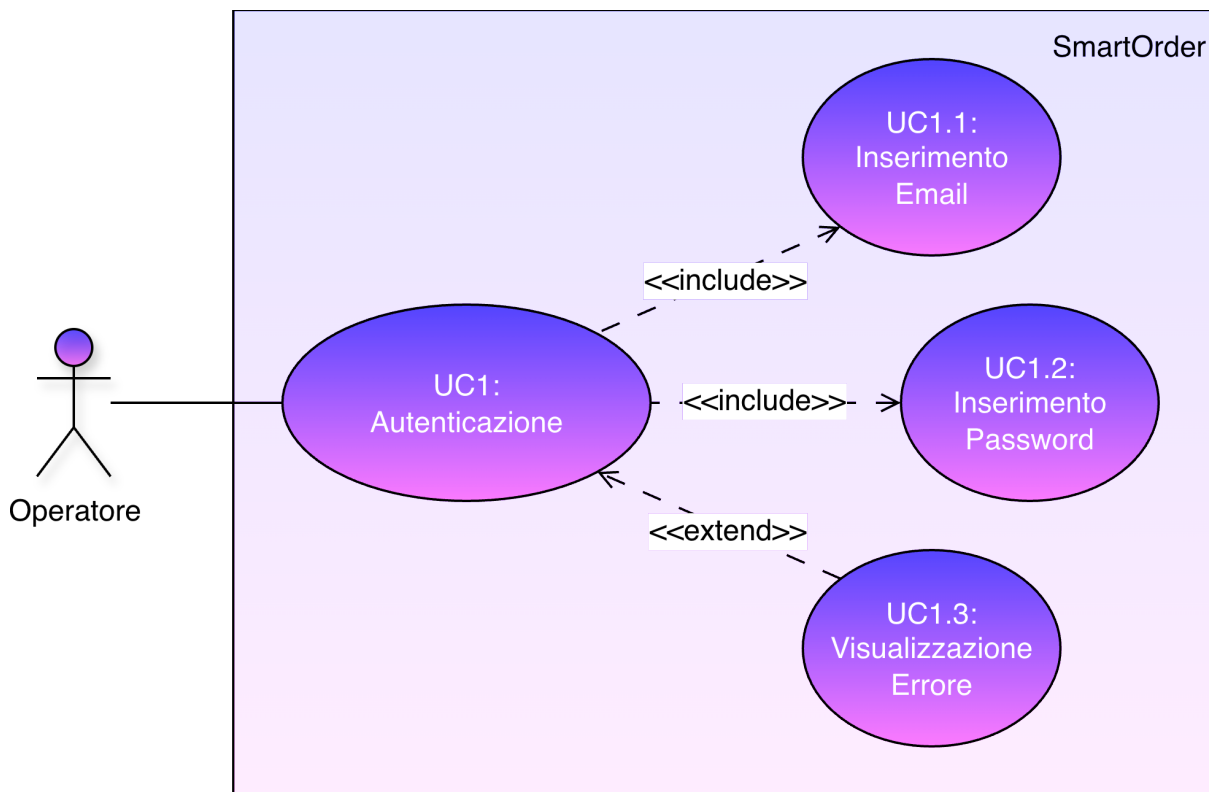 SmartOrder
UC1.1:
Inserimento
Email
<<include>>
UC1:
Autenticazione
<<include>>
UC1.2:
Inserimento
Password
Operatore
<<extend>>
UC1.3:
Visualizzazione
Errore